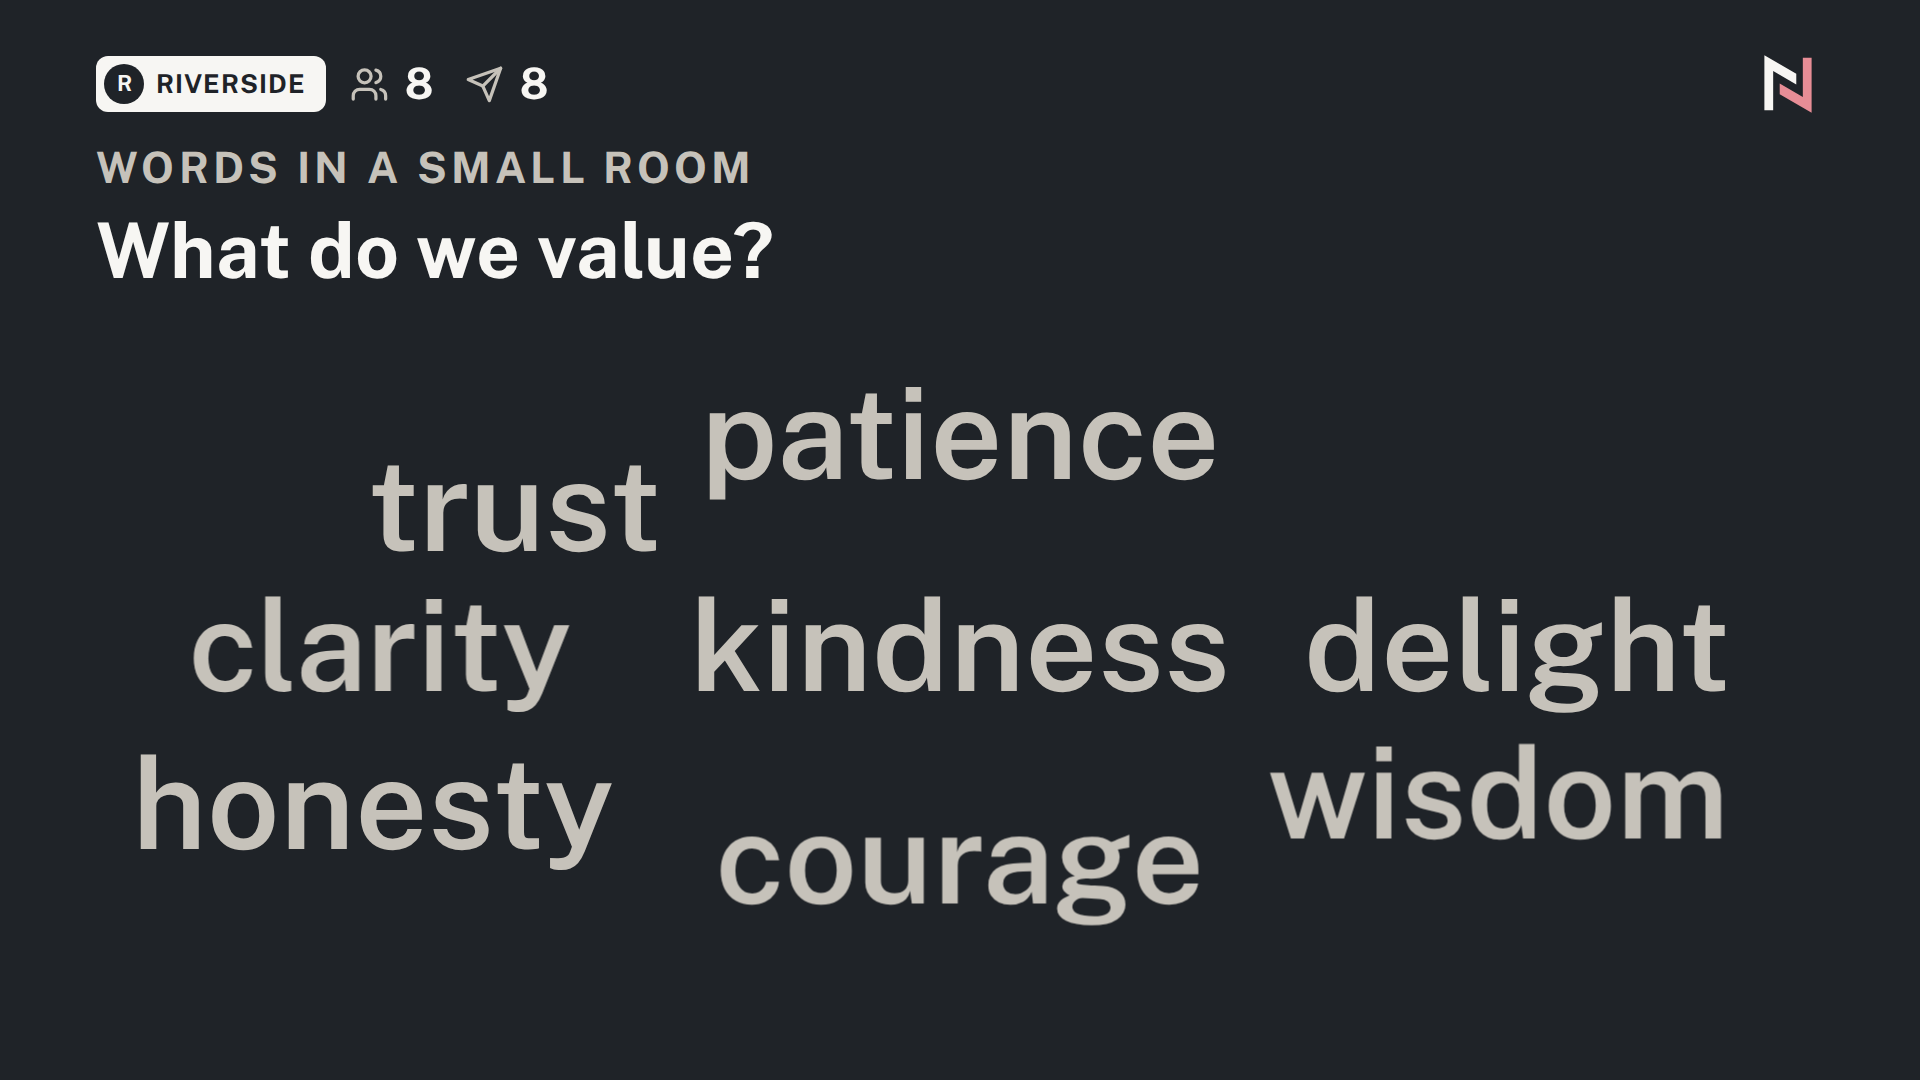 R RIVERSIDE 8 8
WORDS IN A SMALL ROOM
What do we value?
patience
trust
clarity kindness delight
honesty
wisdom
courage